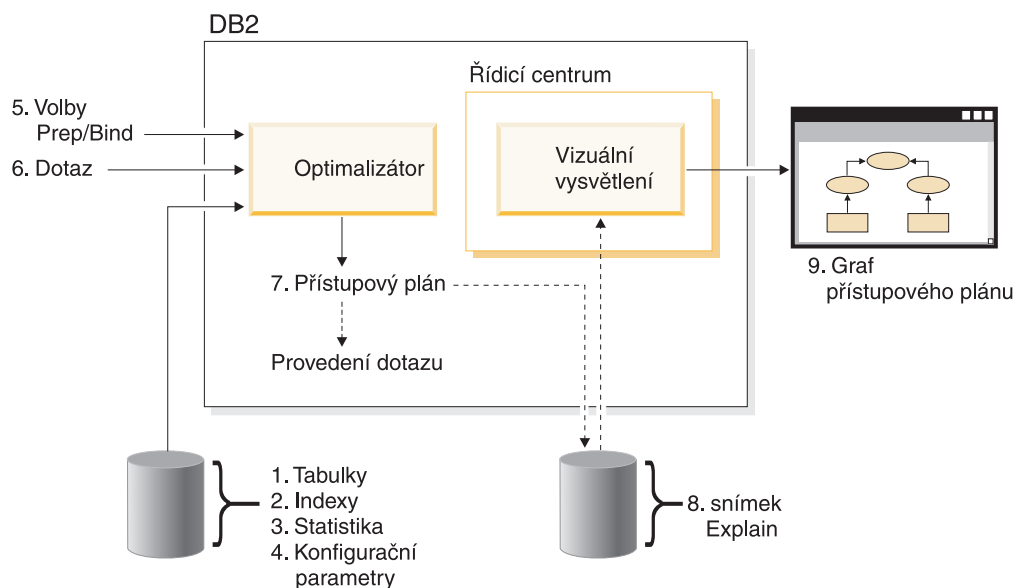 DB2
Řídicí centrum
5. Volby
Prep/Bind
6. Dotaz
Optimalizátor
Vizuální
vysvětlení
7. Přístupový plán
Provedení dotazu
9. Graf
přístupového plánu
1. Tabulky
2. Indexy
3. Statistika
4. Konfigurační
parametry
8. snímek
Explain